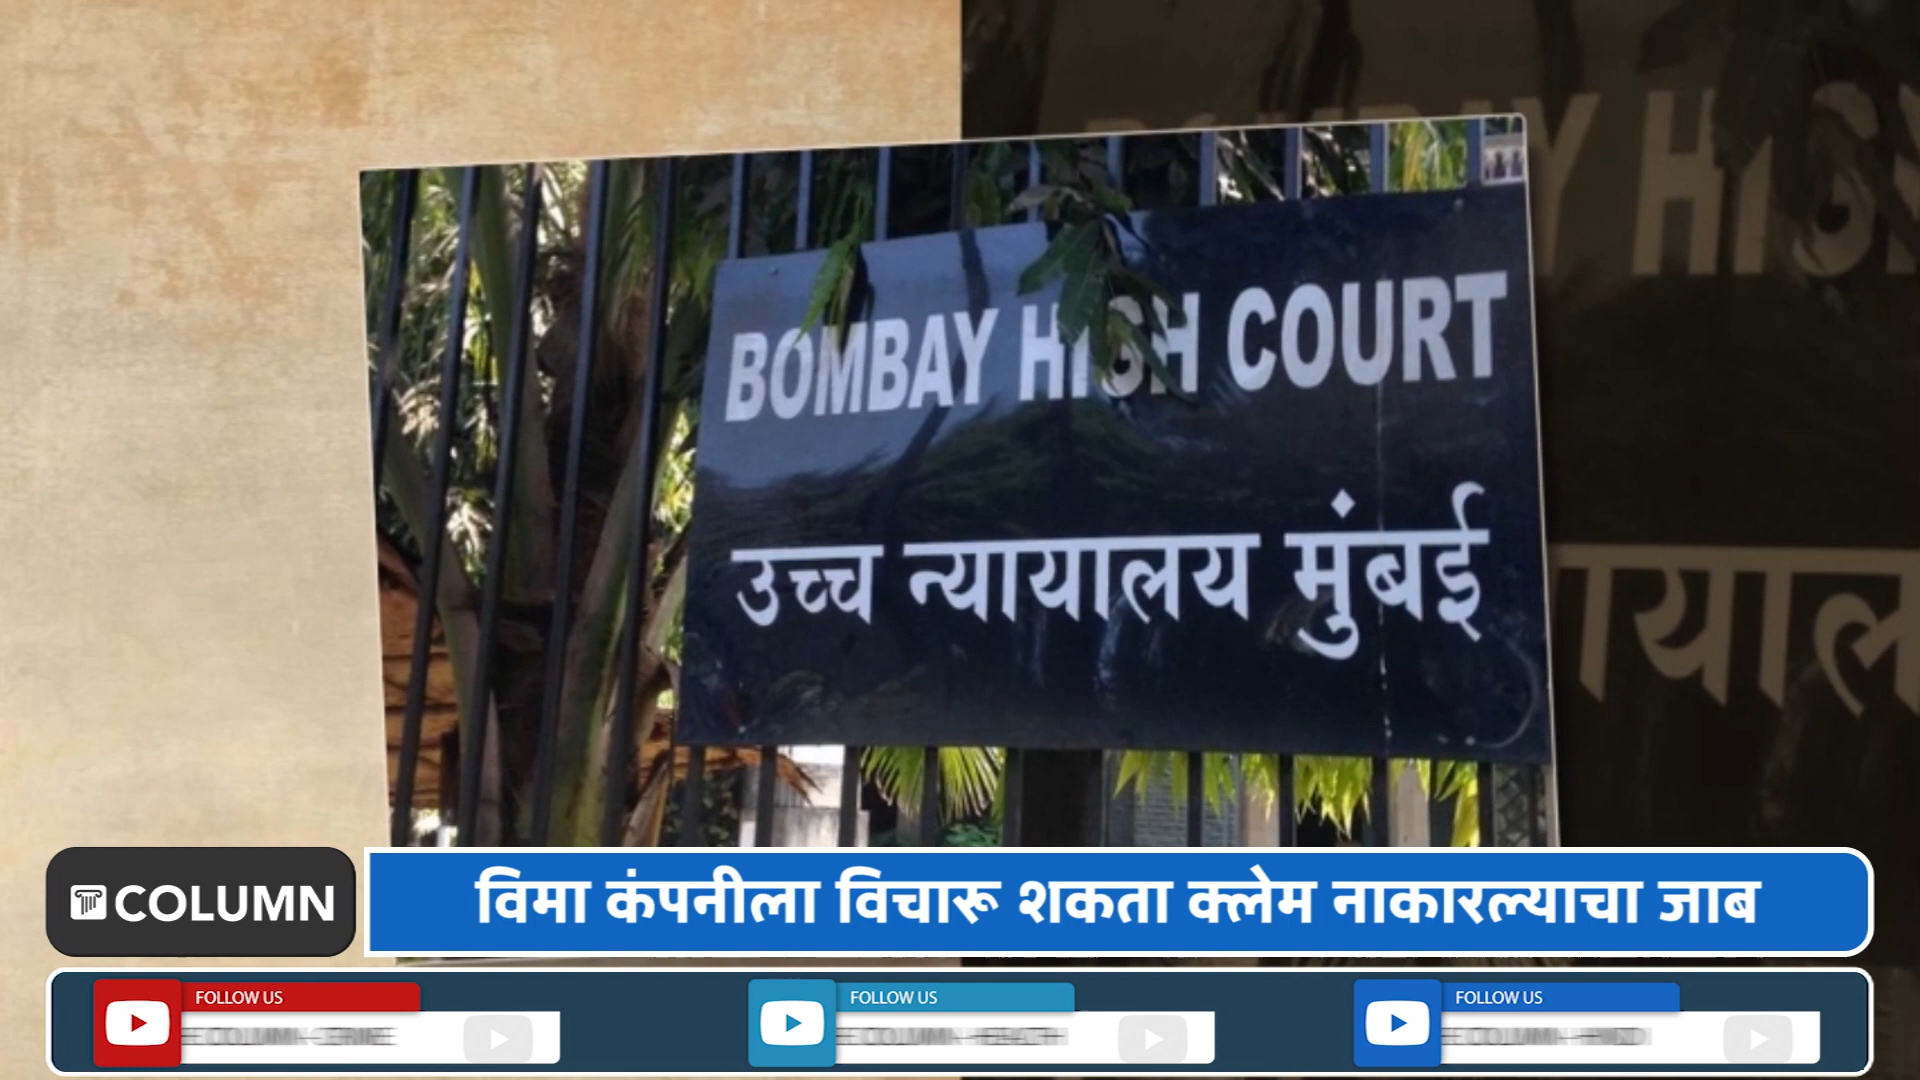 BOMBAY HIGH COURT
उच्च न्यायालय मुंबई
COLUMN
विमा कंपनीला विचारू शकता क्लेम नाकारल्याचा जाब
FOLLOW US
FOLLOW US
FOLLOW US